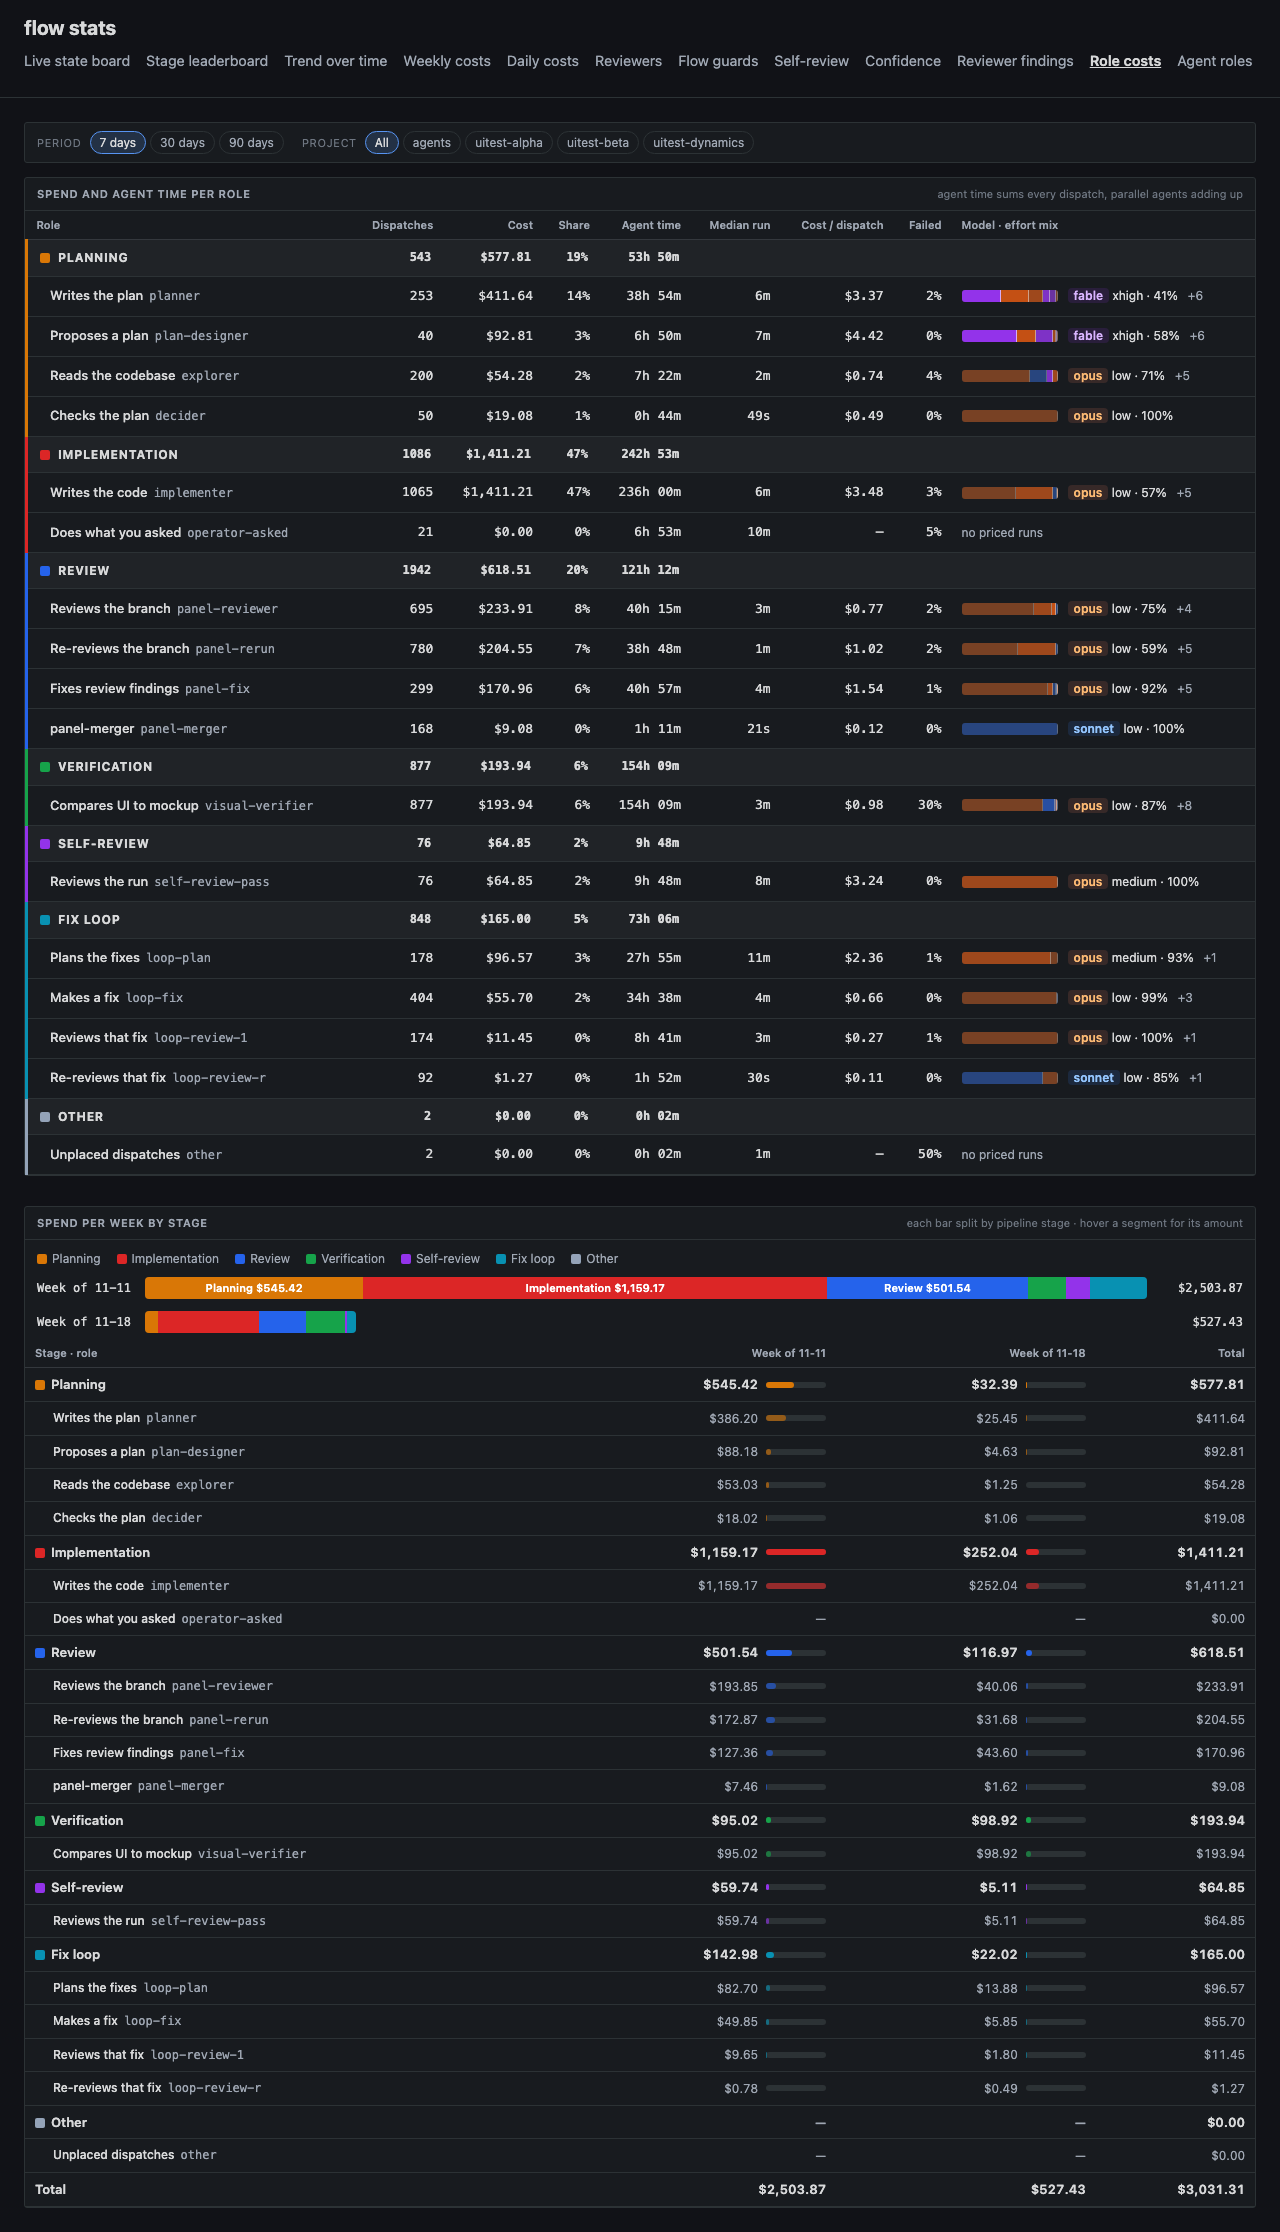 flow stats
Live state board Stage leaderboard Trend over time Weekly costs Daily costs Reviewers Flow guards Self-review Confidence Reviewer findings Role costs Agent roles
PERIOD 7 days 30 days 90 days PROJECT All agents uitest-alpha uitest-beta uitest-dynamics
SPEND AND AGENT TIME PER ROLE agent time sums every dispatch, parallel agents adding up
Role Dispatches Cost Share Agent time Median run Cost / dispatch Failed Model · effort mix
PLANNING 543 $577.81 19% 53h 50m
Writes the plan planner 253 $411.64 14% 38h 54m 6m $3.37 2% fable xhigh · 41% +6
Proposes a plan plan-designer 40 $92.81 3% 6h 50m 7m $4.42 0% fable xhigh · 58% +6
Reads the codebase explorer 200 $54.28 2% 7h 22m 2m $0.74 4% opus low · 71% +5
Checks the plan decider 50 $19.08 1% 0h 44m 49s $0.49 0% opus low · 100%
IMPLEMENTATION 1086 $1,411.21 47% 242h 53m
Writes the code implementer 1065 $1,411.21 47% 236h 00m 6m $3.48 3% opus low · 57% +5
Does what you asked operator-asked 21 $0.00 0% 6h 53m 10m — 5% no priced runs
REVIEW 1942 $618.51 20% 121h 12m
Reviews the branch panel-reviewer 695 $233.91 8% 40h 15m 3m $0.77 2% opus low · 75% +4
Re-reviews the branch panel-rerun 780 $204.55 7% 38h 48m 1m $1.02 2% opus low · 59% +5
Fixes review findings panel-fix 299 $170.96 6% 40h 57m 4m $1.54 1% opus low · 92% +5
panel-merger panel-merger 168 $9.08 0% 1h 11m 21s $0.12 0% sonnet low · 100%
VERIFICATION 877 $193.94 6% 154h 09m
Compares UI to mockup visual-verifier 877 $193.94 6% 154h 09m 3m $0.98 30% opus low · 87% +8
SELF-REVIEW 76 $64.85 2% 9h 48m
Reviews the run self-review-pass 76 $64.85 2% 9h 48m 8m $3.24 0% opus medium · 100%
FIX LOOP 848 $165.00 5% 73h 06m
Plans the fixes loop-plan 178 $96.57 3% 27h 55m 11m $2.36 1% opus medium · 93% +1
Makes a fix loop-fix 404 $55.70 2% 34h 38m 4m $0.66 0% opus low · 99% +3
Reviews that fix loop-review-1 174 $11.45 0% 8h 41m 3m $0.27 1% opus low · 100% +1
Re-reviews that fix loop-review-r 92 $1.27 0% 1h 52m 30s $0.11 0% sonnet low · 85% +1
OTHER 2 $0.00 0% 0h 02m
Unplaced dispatches other 2 $0.00 0% 0h 02m 1m — 50% no priced runs
SPEND PER WEEK BY STAGE each bar split by pipeline stage · hover a segment for its amount
Planning Implementation Review Verification Self-review Fix loop Other
Week of 11-11 Planning $545.42 Implementation $1,159.17 Review $501.54 $2,503.87
Week of 11-18 $527.43
Stage · role Week of 11-11 Week of 11-18 Total
Planning $545.42 $32.39 $577.81
Writes the plan planner $386.20 $25.45 $411.64
Proposes a plan plan-designer $88.18 $4.63 $92.81
Reads the codebase explorer $53.03 $1.25 $54.28
Checks the plan decider $18.02 $1.06 $19.08
Implementation $1,159.17 $252.04 $1,411.21
Writes the code implementer $1,159.17 $252.04 $1,411.21
Does what you asked operator-asked — — $0.00
Review $501.54 $116.97 $618.51
Reviews the branch panel-reviewer $193.85 $40.06 $233.91
Re-reviews the branch panel-rerun $172.87 $31.68 $204.55
Fixes review findings panel-fix $127.36 $43.60 $170.96
panel-merger panel-merger $7.46 $1.62 $9.08
Verification $95.02 $98.92 $193.94
Compares UI to mockup visual-verifier $95.02 $98.92 $193.94
Self-review $59.74 $5.11 $64.85
Reviews the run self-review-pass $59.74 $5.11 $64.85
Fix loop $142.98 $22.02 $165.00
Plans the fixes loop-plan $82.70 $13.88 $96.57
Makes a fix loop-fix $49.85 $5.85 $55.70
Reviews that fix loop-review-1 $9.65 $1.80 $11.45
Re-reviews that fix loop-review-r $0.78 $0.49 $1.27
Other — — $0.00
Unplaced dispatches other — — $0.00
Total $2,503.87 $527.43 $3,031.31